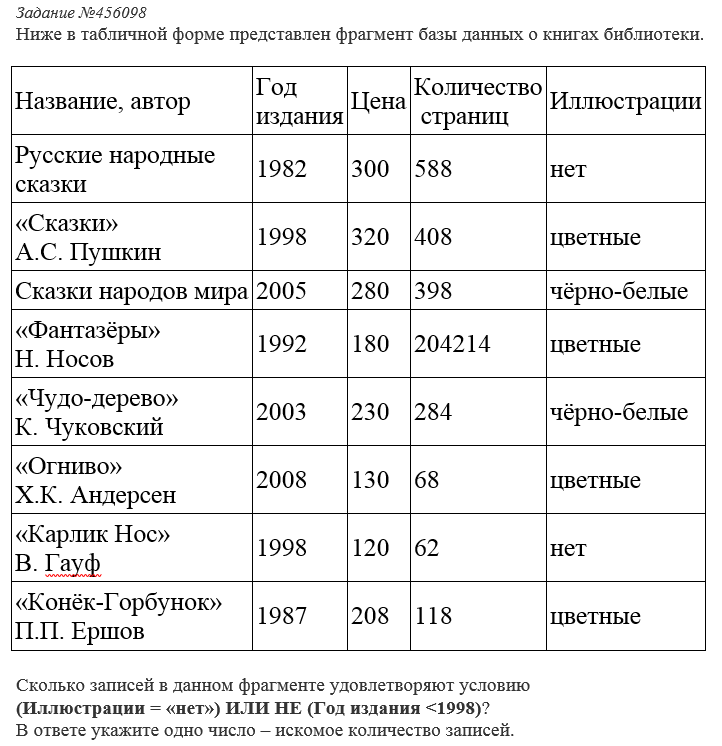 Задание №456098
Ниже в табличной форме представлен фрагмент базы данных о книгах библиотеки.
Название, автор Год издания Цена Количество страниц Иллюстрации
Русские народные сказки 1982 300 588 нет
«Сказки» А.С. Пушкин 1998 320 408 цветные
Сказки народов мира 2005 280 398 чёрно-белые
«Фантазёры» Н. Носов 1992 180 204214 цветные
«Чудо-дерево» К. Чуковский 2003 230 284 чёрно-белые
«Огниво» Х.К. Андерсен 2008 130 68 цветные
«Карлик Нос» В. Гауф 1998 120 62 нет
«Конёк-Горбунок» П.П. Ершов 1987 208 118 цветные
Сколько записей в данном фрагменте удовлетворяют условию
(Иллюстрации = «нет») ИЛИ НЕ (Год издания <1998)?
В ответе укажите одно число – искомое количество записей.